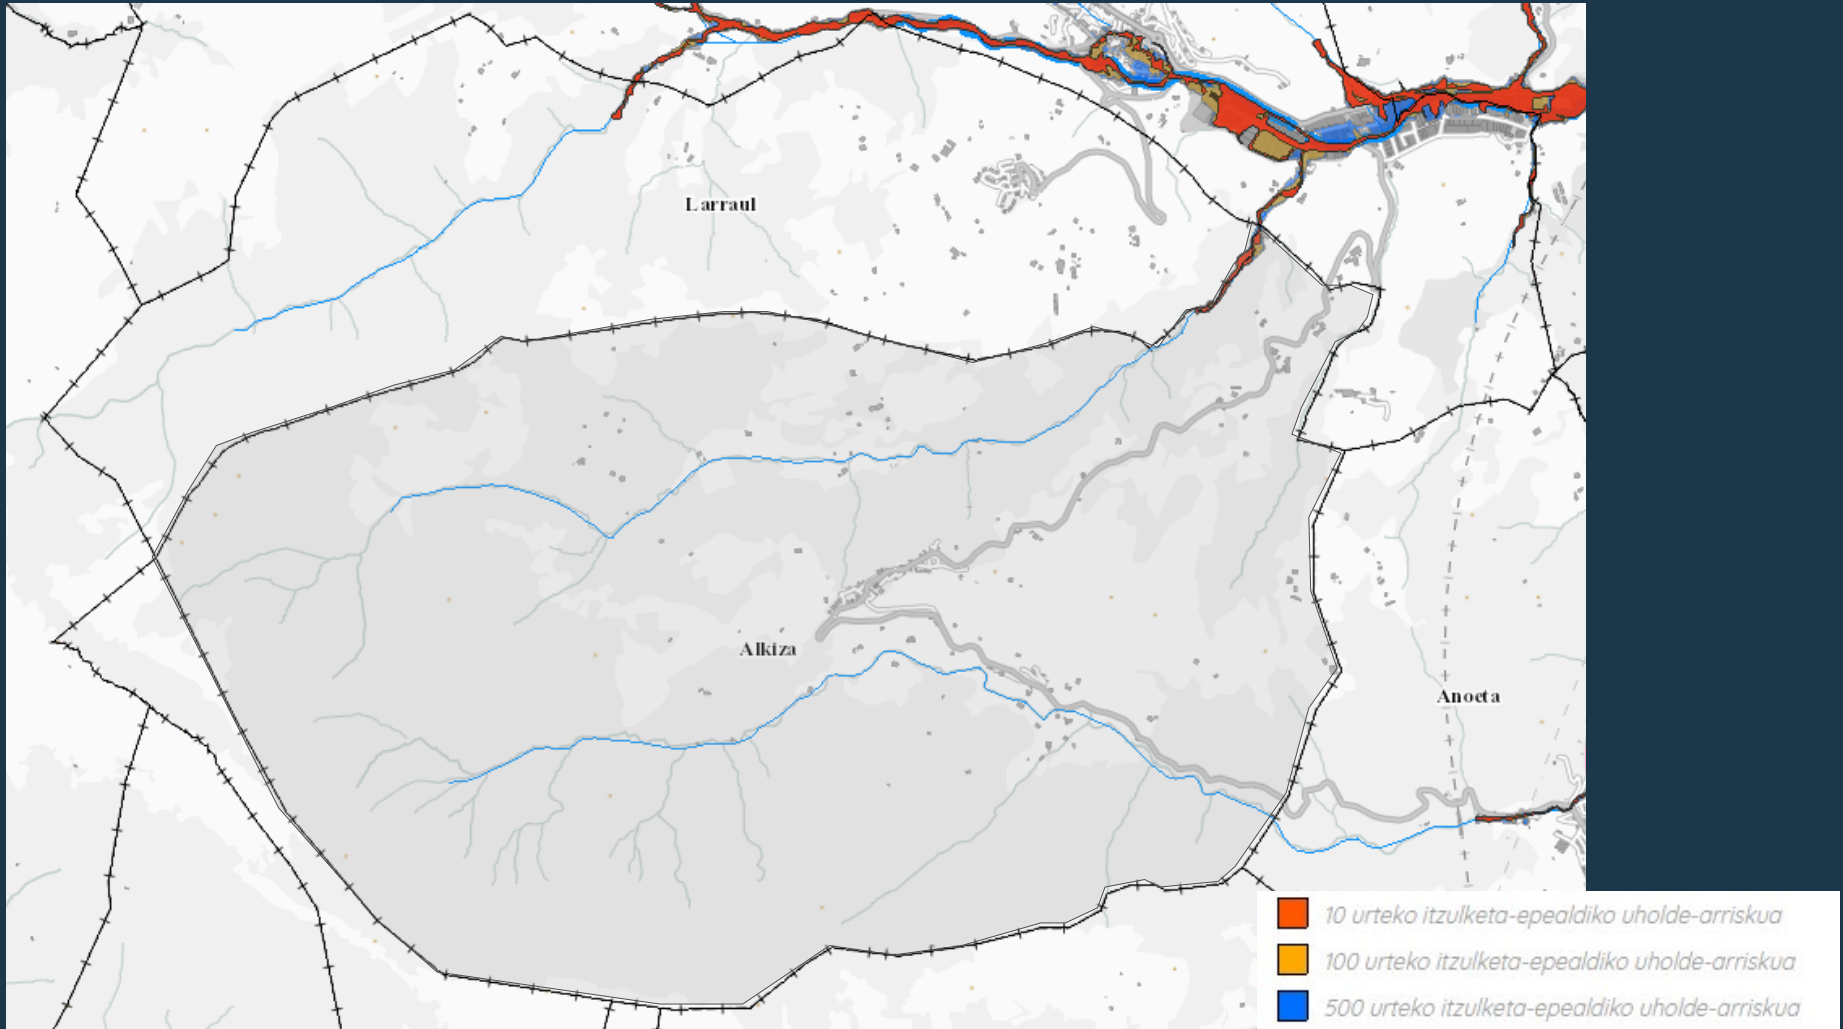 Larraul
Alkiza
Anoeta
10 urteko itzulketa-epealdiko uholde-arriskua
100 urteko itzulketa-epealdiko uholde-arriskua
500 urteko itzulketa-epealdiko uholde-arriskua